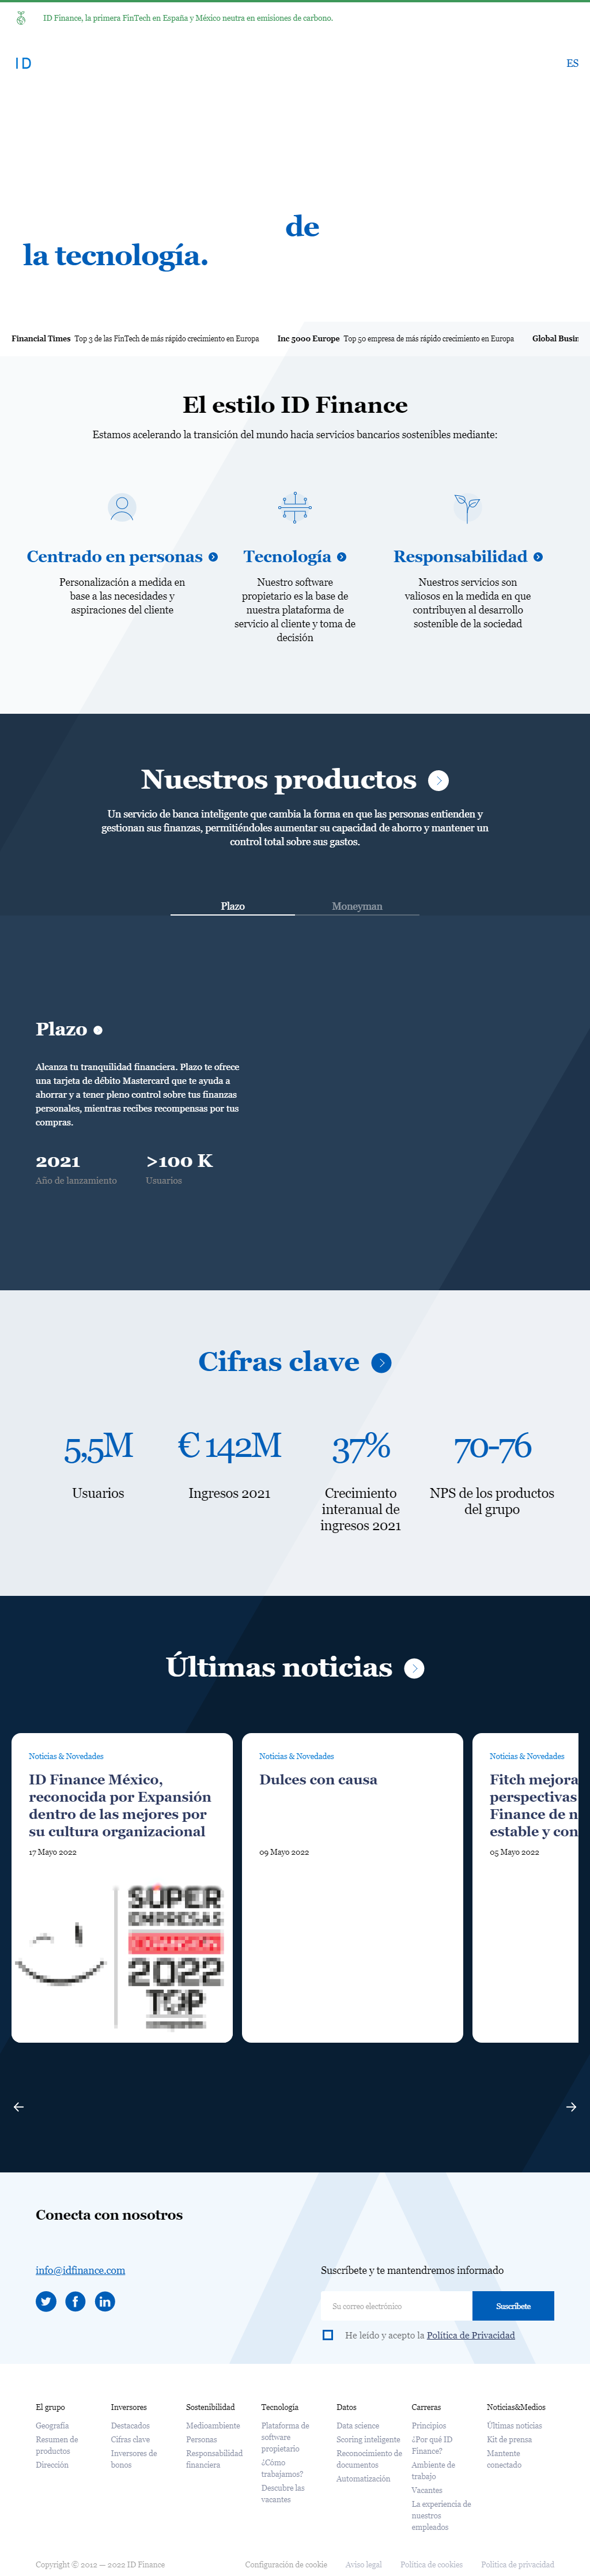 ID Finance, la primera FinTech en España y México neutra en emisiones de carbono.
ID
ES
de
la tecnología.
Financial Times Top 3 de las FinTech de más rápido crecimiento en Europa
Inc 5000 Europe Top 50 empresa de más rápido crecimiento en Europa
Global Busin
El estilo ID Finance
Estamos acelerando la transición del mundo hacia servicios bancarios sostenibles mediante:
Centrado en personas
Personalización a medida en
base a las necesidades y
aspiraciones del cliente
Tecnología
Nuestro software
propietario es la base de
nuestra plataforma de
servicio al cliente y toma de
decisión
Responsabilidad
Nuestros servicios son
valiosos en la medida en que
contribuyen al desarrollo
sostenible de la sociedad
Nuestros productos
Un servicio de banca inteligente que cambia la forma en que las personas entienden y
gestionan sus finanzas, permitiéndoles aumentar su capacidad de ahorro y mantener un
control total sobre sus gastos.
Plazo
Moneyman
Plazo
Alcanza tu tranquilidad financiera. Plazo te ofrece
una tarjeta de débito Mastercard que te ayuda a
ahorrar y a tener pleno control sobre tus finanzas
personales, mientras recibes recompensas por tus
compras.
2021
Año de lanzamiento
>100 K
Usuarios
Cifras clave
5,5M
Usuarios
€ 142M
Ingresos 2021
37%
Crecimiento
interanual de
ingresos 2021
70-76
NPS de los productos
del grupo
Últimas noticias
Noticias & Novedades
ID Finance México,
reconocida por Expansión
dentro de las mejores por
su cultura organizacional
17 Mayo 2022
SUPER
EMPRESAS
2022
TOP
Noticias & Novedades
Dulces con causa
09 Mayo 2022
Noticias & Novedades
Fitch mejora
perspectivas
Finance de n
estable y con
05 Mayo 2022
Conecta con nosotros
info@idfinance.com
Suscríbete y te mantendremos informado
Su correo electrónico
Suscríbete
He leído y acepto la Política de Privacidad
El grupo
Geografía
Resumen de
productos
Dirección
Inversores
Destacados
Cifras clave
Inversores de
bonos
Sostenibilidad
Medioambiente
Personas
Responsabilidad
financiera
Tecnología
Plataforma de
software
propietario
¿Cómo
trabajamos?
Descubre las
vacantes
Datos
Data science
Scoring inteligente
Reconocimiento de
documentos
Automatización
Carreras
Principios
¿Por qué ID
Finance?
Ambiente de
trabajo
Vacantes
La experiencia de
nuestros
empleados
Noticias&Medios
Últimas noticias
Kit de prensa
Mantente
conectado
Copyright © 2012 — 2022 ID Finance
Configuración de cookie
Aviso legal
Política de cookies
Política de privacidad